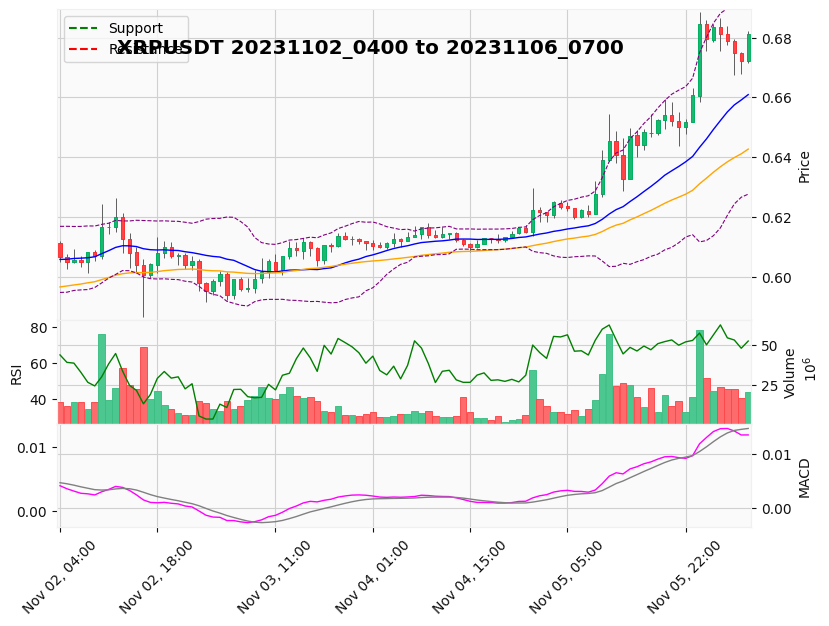 Support
Resistance
XRPUSDT 20231102_0400 to 20231106_0700
0.68
0.66
0.64
0.62
0.60
Price
80
60
40
RSI
50
25
Volume
10^6
0.01
0.00
0.01
0.00
MACD
Nov 02, 04:00
Nov 02, 18:00
Nov 03, 11:00
Nov 04, 01:00
Nov 04, 15:00
Nov 05, 05:00
Nov 05, 22:00